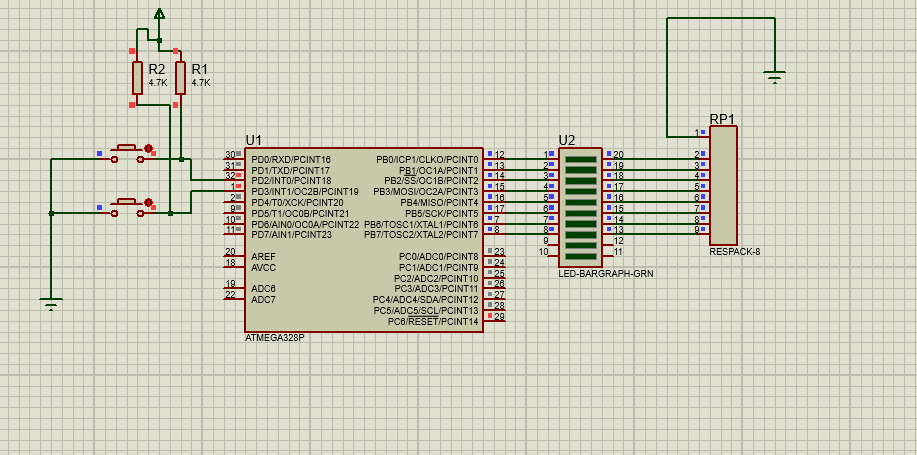 R2
4.7K
R1
4.7K
U1
30 PD0/RXD/PCINT16
31 PD1/TXD/PCINT17
32 PD2/INT0/PCINT18
1 PD3/INT1/OC2B/PCINT19
2 PD4/T0/XCK/PCINT20
9 PD5/T1/OC0B/PCINT21
10 PD6/AIN0/OC0A/PCINT22
11 PD7/AIN1/PCINT23
20 AREF
18 AVCC
19 ADC6
22 ADC7
PB0/ICP1/CLKO/PCINT0 12
PB1/OC1A/PCINT1 13
PB2/SS/OC1B/PCINT2 14
PB3/MOSI/OC2A/PCINT3 15
PB4/MISO/PCINT4 16
PB5/SCK/PCINT5 17
PB6/TOSC1/XTAL1/PCINT6 7
PB7/TOSC2/XTAL2/PCINT7 8
PC0/ADC0/PCINT8 23
PC1/ADC1/PCINT9 24
PC2/ADC2/PCINT10 25
PC3/ADC3/PCINT11 26
PC4/ADC4/SDA/PCINT12 27
PC5/ADC5/SCL/PCINT13 28
PC6/RESET/PCINT14 29
ATMEGA328P
U2
1 20
2 19
3 18
4 17
5 16
6 15
7 14
8 13
9 12
10 11
LED-BARGRAPH-GRN
RP1
1
2
3
4
5
6
7
8
9
RESPACK-8